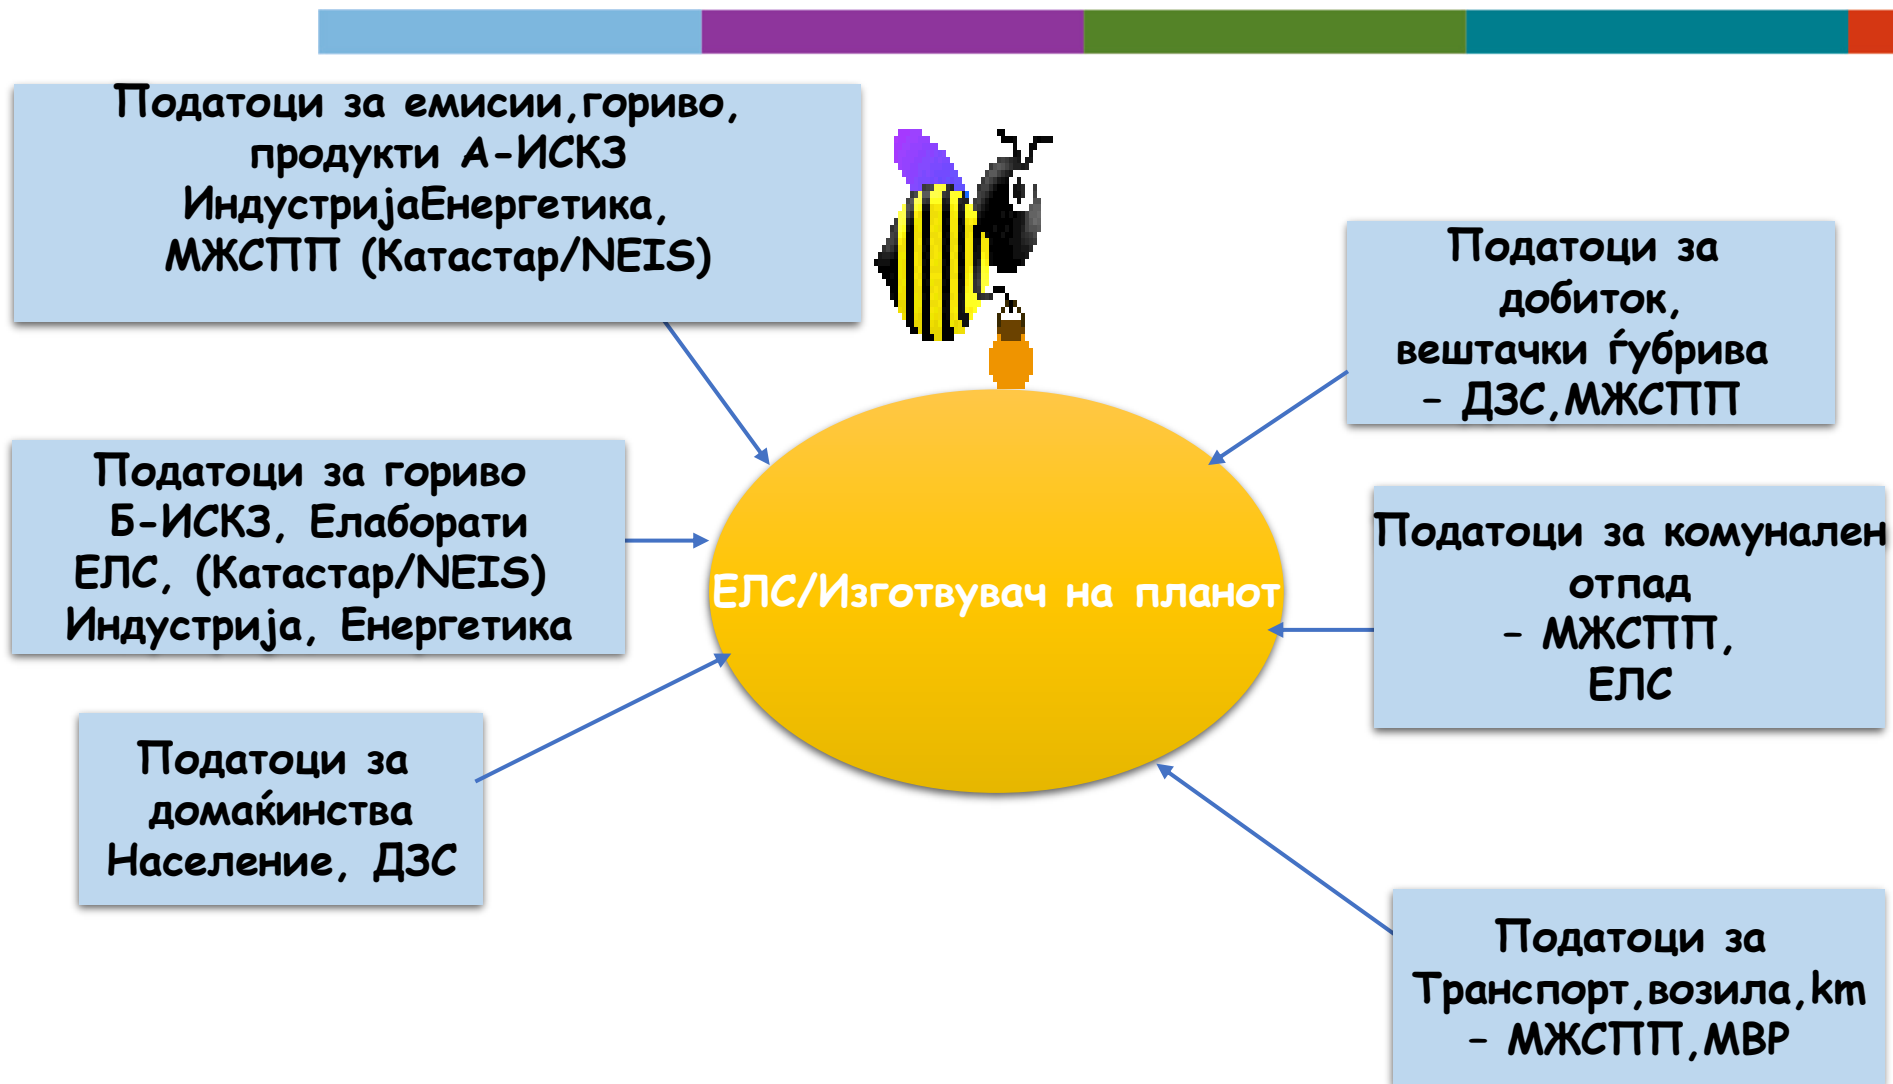 Податоци за емисии,гориво,
продукти А-ИСКЗ
ИндустријаЕнергетика,
МЖСПП (Катастар/NEIS)
Податоци за гориво
Б-ИСКЗ, Елаборати
ЕЛС, (Катастар/NEIS)
Индустрија, Енергетика
Податоци за
домаќинства
Население, ДЗС
ЕЛС/Изготвувач на планот
Податоци за
добиток,
вештачки ѓубрива
- ДЗС,МЖСПП
Податоци за комунален
отпад
- МЖСПП,
ЕЛС
Податоци за
Транспорт,возила,km
- МЖСПП,МВР